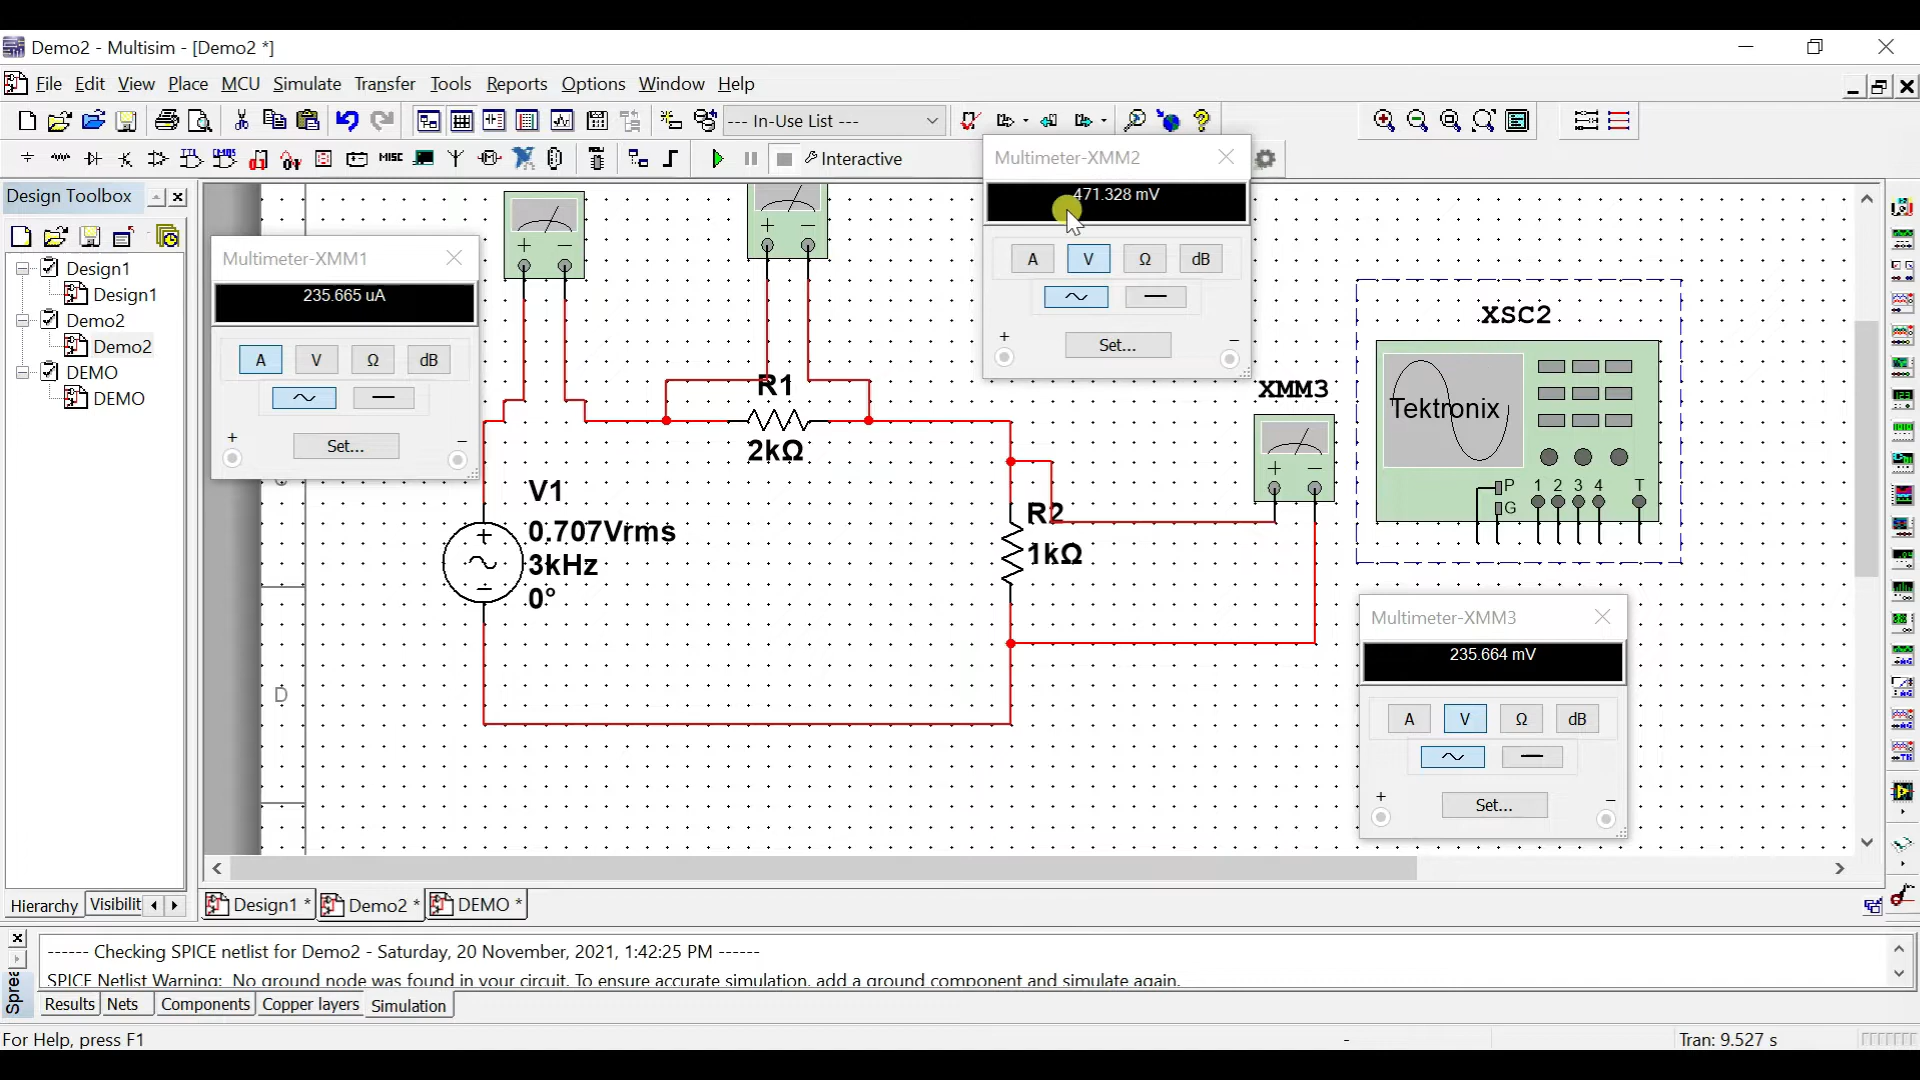 Demo2 - Multisim - [Demo2 *]
File Edit View Place MCU Simulate Transfer Tools Reports Options Window Help
--- In-Use List ---
MISC
Interactive
Design Toolbox
Design1
Design1
Demo2
Demo2
DEMO
DEMO
Hierarchy
Visibilit
Multimeter-XMM1
235.665 uA
A V Ω dB
+ Set... −
Multimeter-XMM2
471.328 mV
A V Ω dB
+ Set... −
R1
2kΩ
V1
0.707Vrms
3kHz
0°
R2
1kΩ
XMM3
+ −
XSC2
Tektronix
P
G
1 2 3 4 T
Multimeter-XMM3
235.664 mV
A V Ω dB
+ Set... −
D
Design1 *
Demo2 *
DEMO *
------ Checking SPICE netlist for Demo2 - Saturday, 20 November, 2021, 1:42:25 PM ------
SPICE Netlist Warning: No ground node was found in your circuit. To ensure accurate simulation, add a ground component and simulate again.
Sprea
Results Nets Components Copper layers Simulation
For Help, press F1
-
Tran: 9.527 s